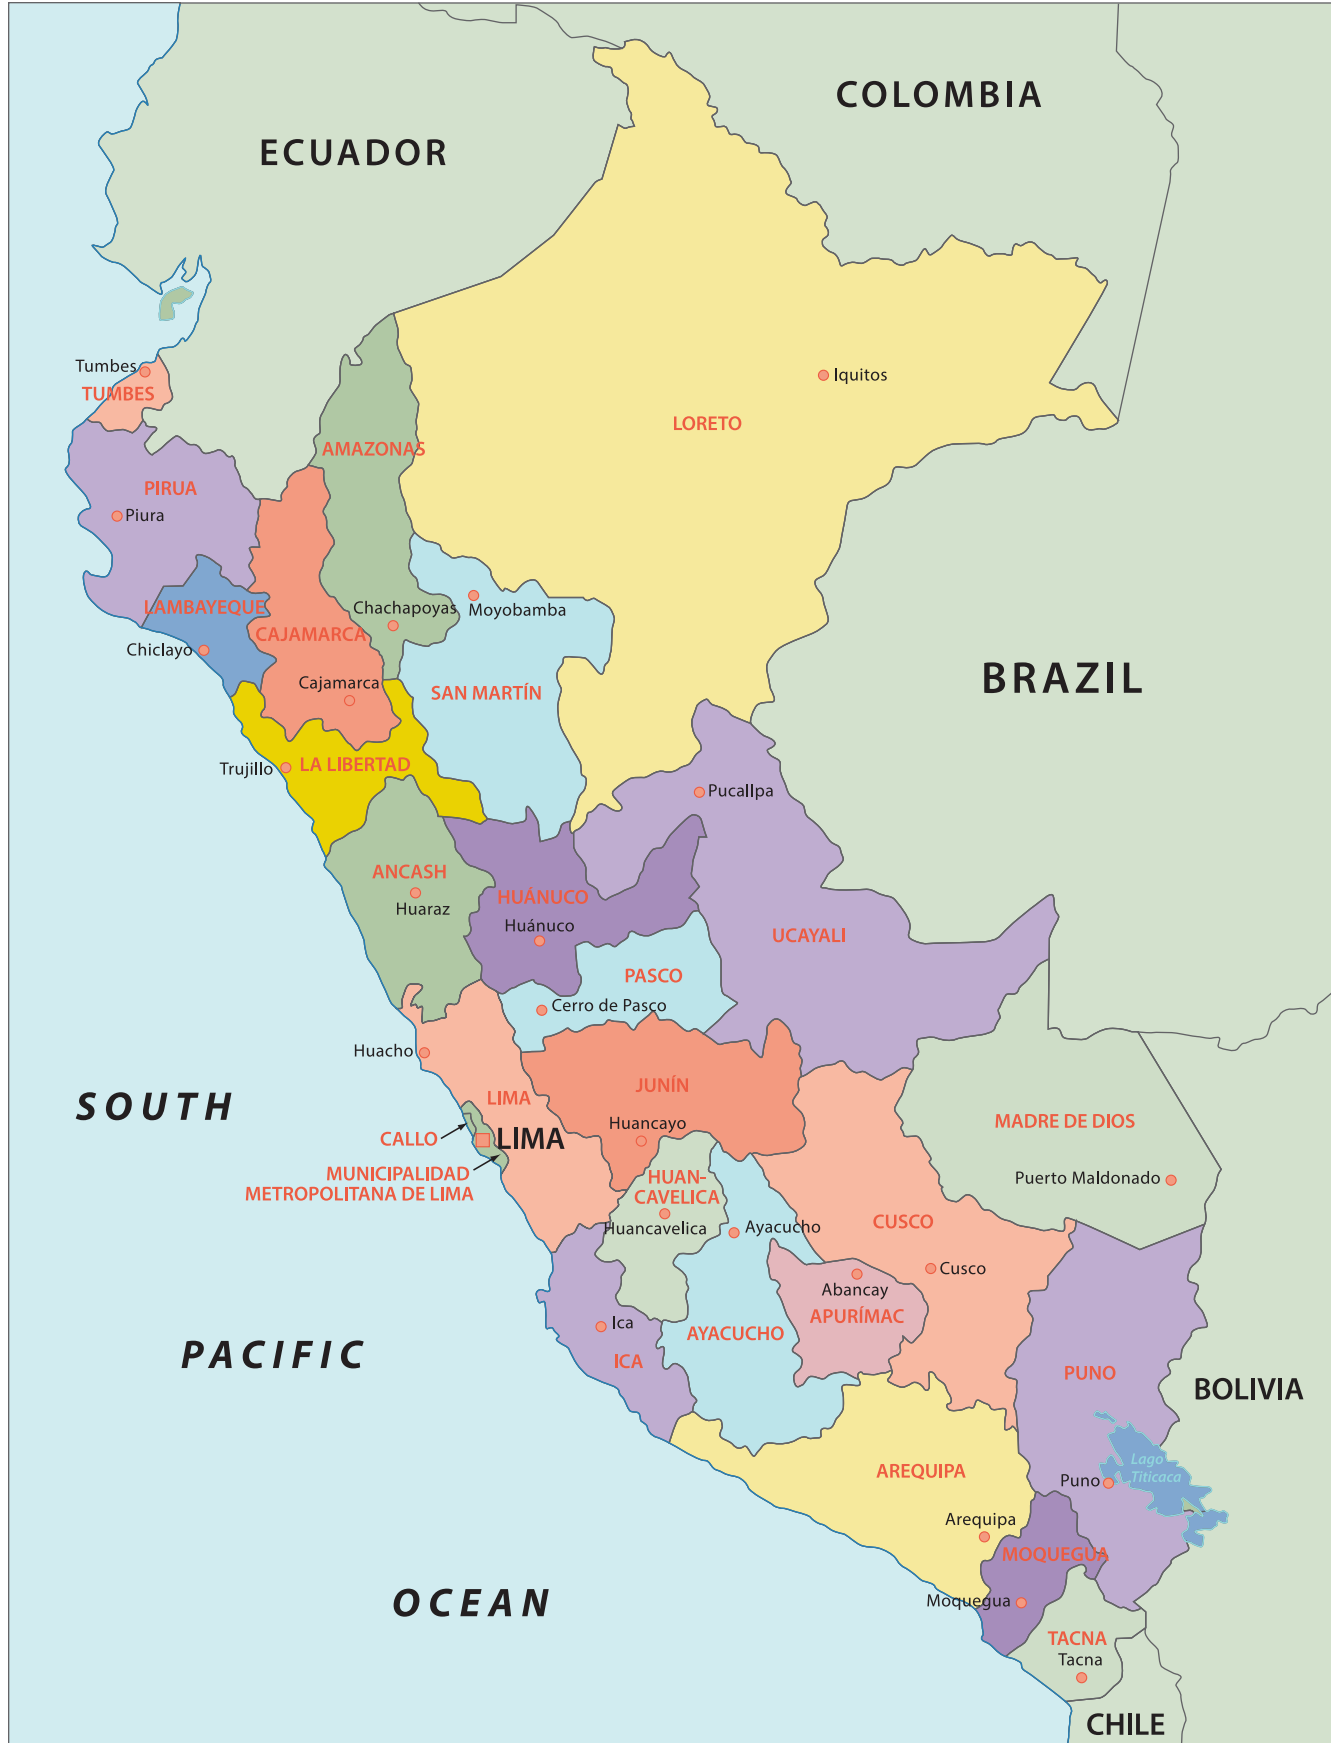 COLOMBIA
ECUADOR
Tumbes
TUMBES
Iquitos
LORETO
AMAZONAS
PIRUA
Piura
LAMBAYEQUE
Chachapoyas
Moyobamba
CAJAMARCA
Chiclayo
Cajamarca
SAN MARTÍN
BRAZIL
Trujillo
LA LIBERTAD
Pucallpa
ANCASH
Huaraz
HUÁNUCO
Huánuco
UCAYALI
PASCO
Cerro de Pasco
Huacho
JUNÍN
LIMA
SOUTH
Huancayo
MADRE DE DIOS
CALLO
LIMA
MUNICIPALIDAD
METROPOLITANA DE LIMA
HUAN-
CAVELICA
Huancavelica
Puerto Maldonado
Ayacucho
CUSCO
Cusco
Abancay
APURÍMAC
Ica
AYACUCHO
PACIFIC
ICA
PUNO
BOLIVIA
Lago
Titicaca
AREQUIPA
Puno
Arequipa
MOQUEGUA
OCEAN
Moquegua
TACNA
Tacna
CHILE